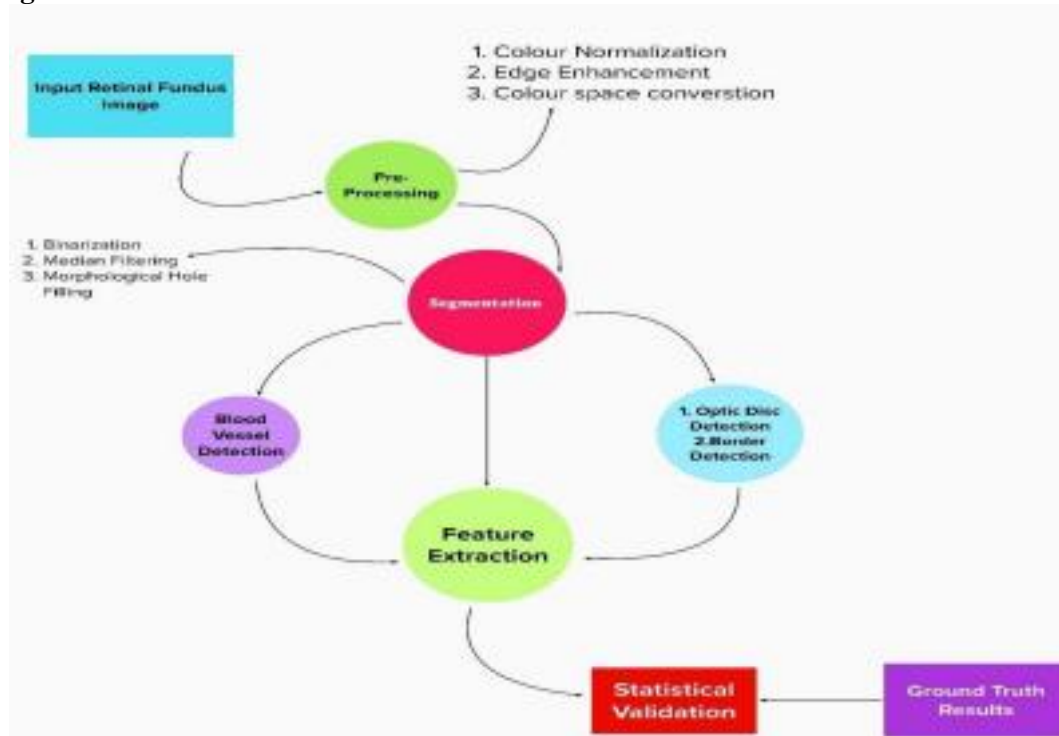 1. Colour Normalization
2. Edge Enhancement
3. Colour space converstion
Input Retinal Fundus
Image
Pre-
Processing
1. Binarization
2. Median Filtering
3. Morphological Hole
Filling
Segmentation
Blood
Vessel
Detection
1. Optic Disc
Detection
2.Border
Detection
Feature
Extraction
Statistical
Validation
Ground Truth
Results